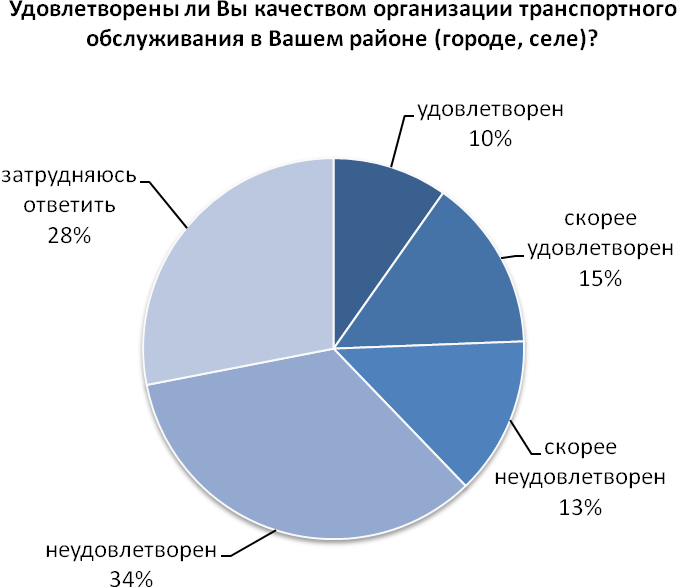 Удовлетворены ли Вы качеством организации транспортного
обслуживания в Вашем районе (городе, селе)?
удовлетворен
10%
скорее
удовлетворен
15%
скорее
неудовлетворен
13%
неудовлетворен
34%
затрудняюсь
ответить
28%